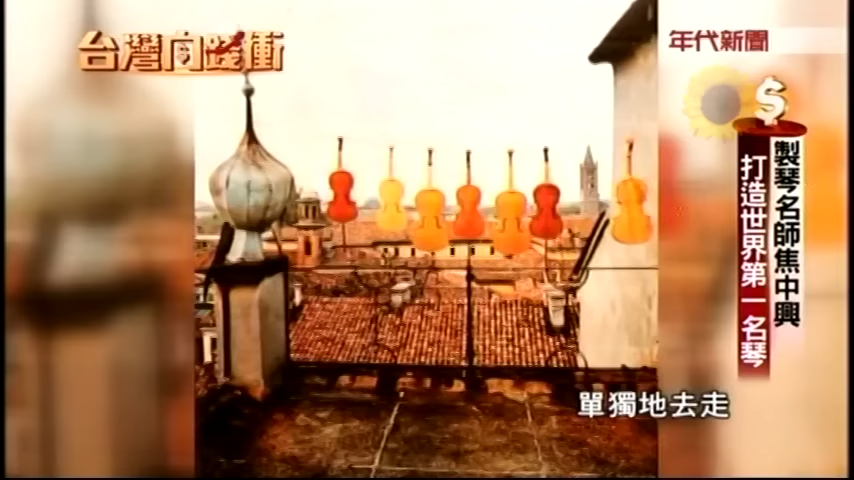 台灣向錢衝
年代新聞
$
製琴名師焦中興
打造世界第一名琴
單獨地去走